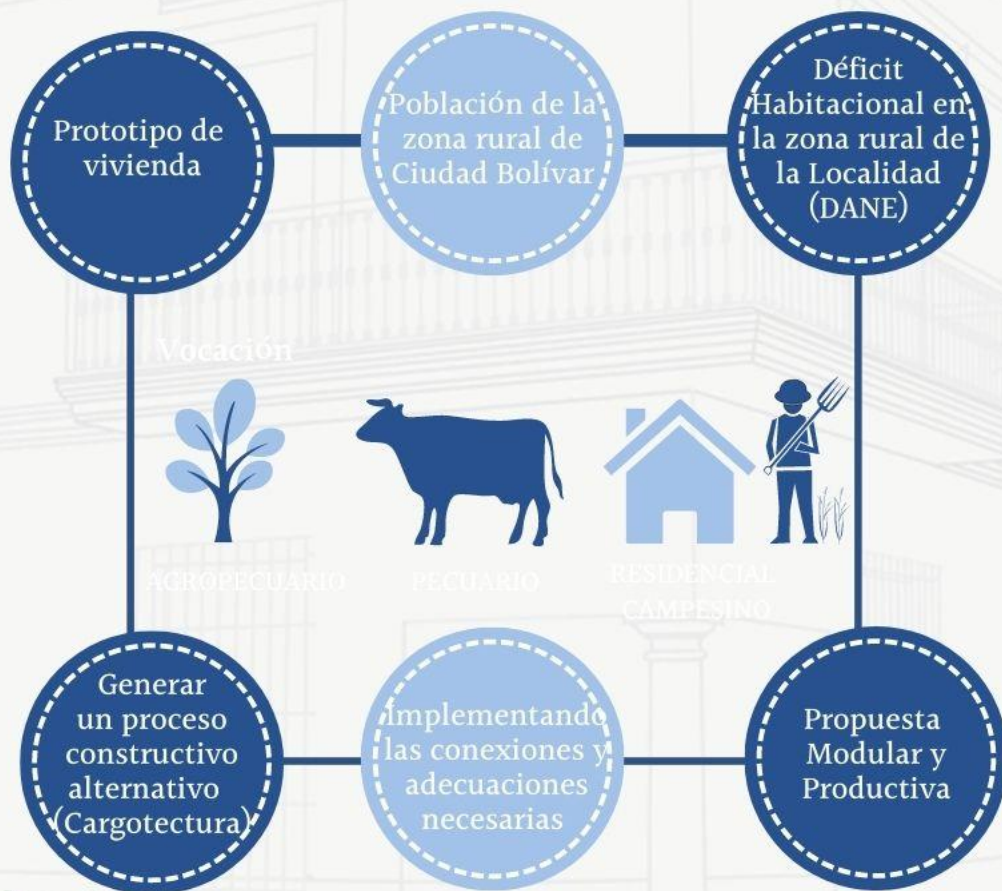 Prototipo de
vivienda
Población de la
zona rural de
Ciudad Bolívar
Déficit
Habitacional en
la zona rural de
la Localidad
(DANE)
Vocación
AGROPECUARIO
PECUARIO
RESIDENCIAL
CAMPESINO
Generar
un proceso
constructivo
alternativo
(Cargotectura)
Implementando
las conexiones y
adecuaciones
necesarias
Propuesta
Modular y
Productiva